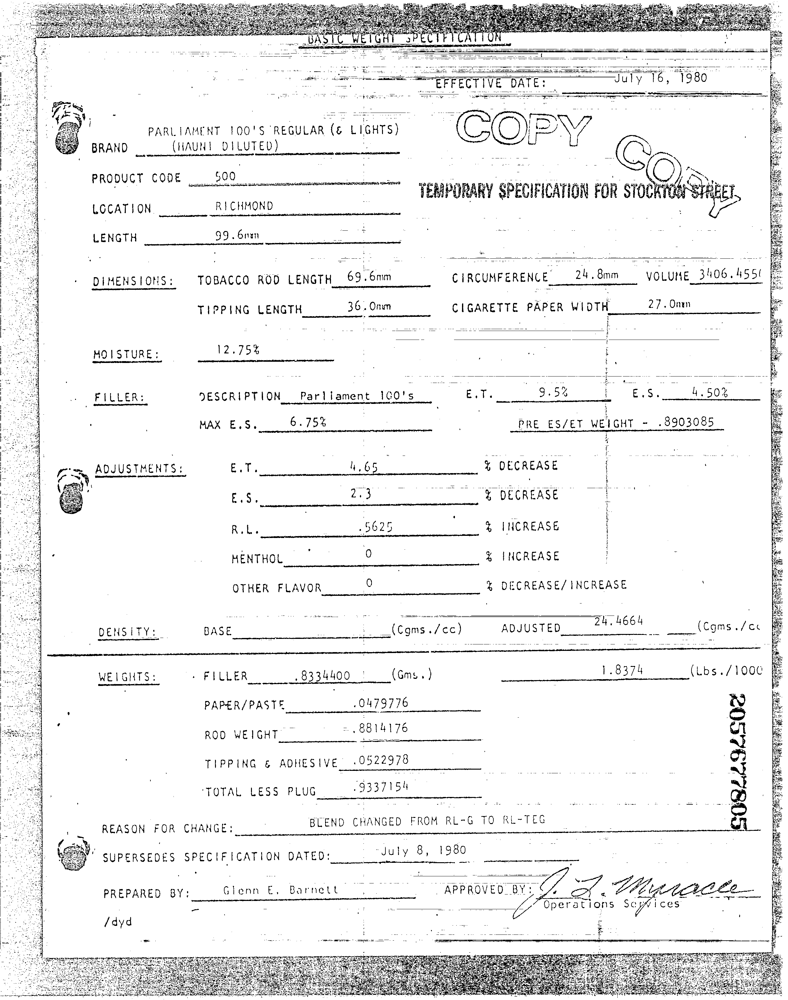 BASIC WEIGHT SPECIFICATION
EFFECTIVE DATE: July 16, 1980
COPY
COPY
PARLIAMENT 100'S REGULAR (& LIGHTS)
BRAND (HAUNI DILUTED)
PRODUCT CODE 500
TEMPORARY SPECIFICATION FOR STOCKTON STREET
LOCATION RICHMOND
LENGTH 99.6mm
DIMENSIONS: TOBACCO ROD LENGTH 69.6mm CIRCUMFERENCE 24.8mm VOLUME 3406.455
TIPPING LENGTH 36.0mm CIGARETTE PAPER WIDTH 27.0mm
MOISTURE: 12.75%
FILLER: DESCRIPTION Parliament 100's E.T. 9.5% E.S. 4.50%
MAX E.S. 6.75% PRE ES/ET WEIGHT - .8903085
ADJUSTMENTS: E.T. 4.65 % DECREASE
E.S. 2.3 % DECREASE
R.L. .5625 % INCREASE
MENTHOL 0 % INCREASE
OTHER FLAVOR 0 % DECREASE/INCREASE
DENSITY: BASE (Cgms./cc) ADJUSTED 24.4664 (Cgms./cc
WEIGHTS: FILLER .8334400 (Gms.) 1.8374 (Lbs./1000
PAPER/PASTE .0479776
ROD WEIGHT .8814176
TIPPING & ADHESIVE .0522978
TOTAL LESS PLUG .9337154
2057677805
REASON FOR CHANGE: BLEND CHANGED FROM RL-G TO RL-TEG
SUPERSEDES SPECIFICATION DATED: July 8, 1980
PREPARED BY: Glenn E. Barnett APPROVED BY: J. L. Myracle
Operations Services
/dyd